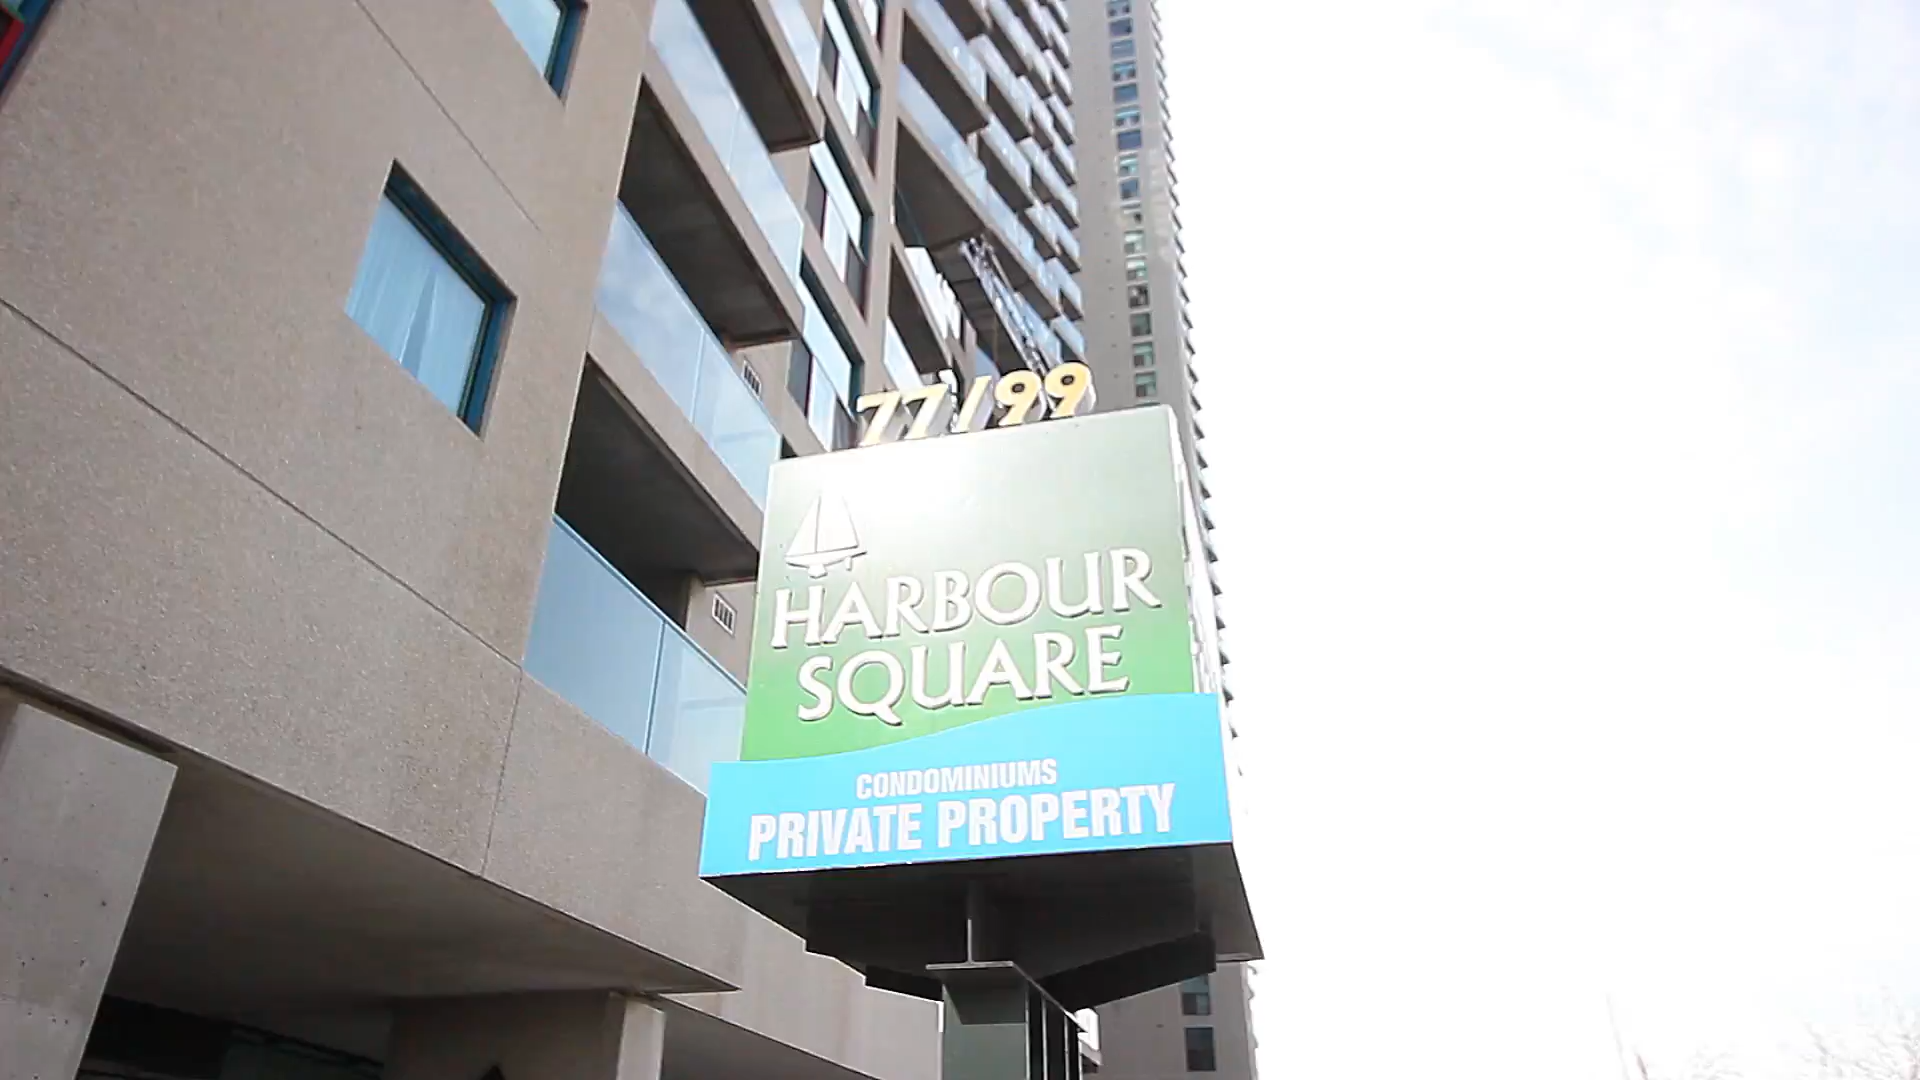 77/99
HARBOUR
SQUARE
CONDOMINIUMS
PRIVATE PROPERTY